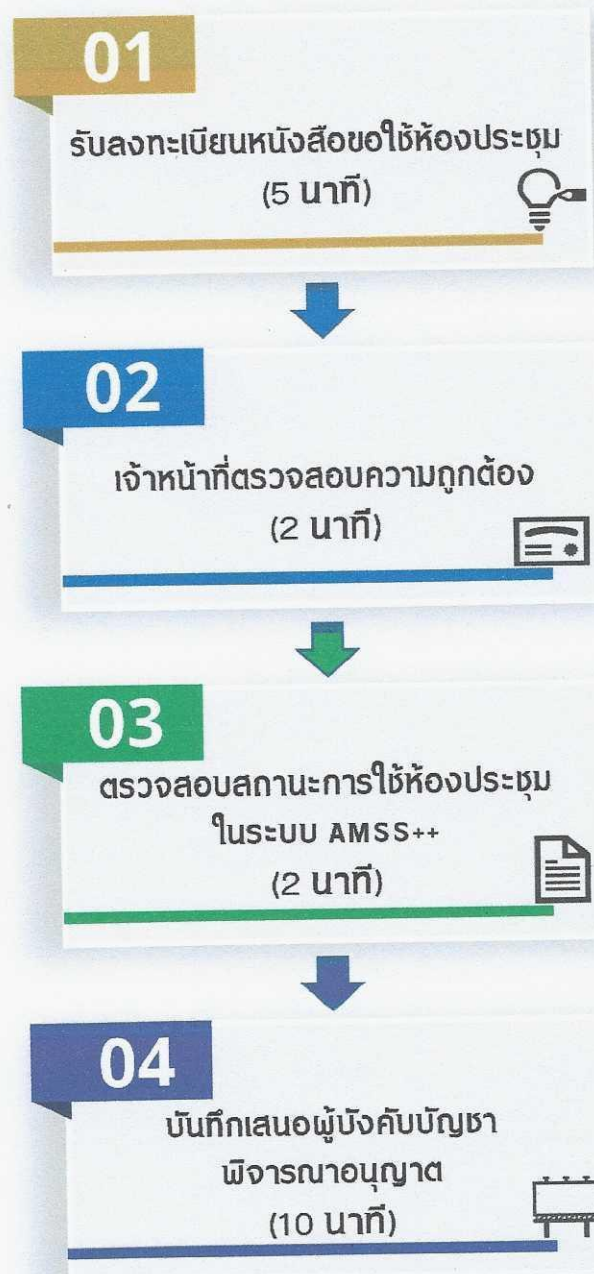 01
รับลงทะเบียนหนังสือขอใช้ห้องประชุม
(5 นาที)
02
เจ้าหน้าที่ตรวจสอบความถูกต้อง
(2 นาที)
03
ตรวจสอบสถานะการใช้ห้องประชุม
ในระบบ AMSS++
(2 นาที)
04
บันทึกเสนอผู้บังคับบัญชา
พิจารณาอนุญาต
(10 นาที)